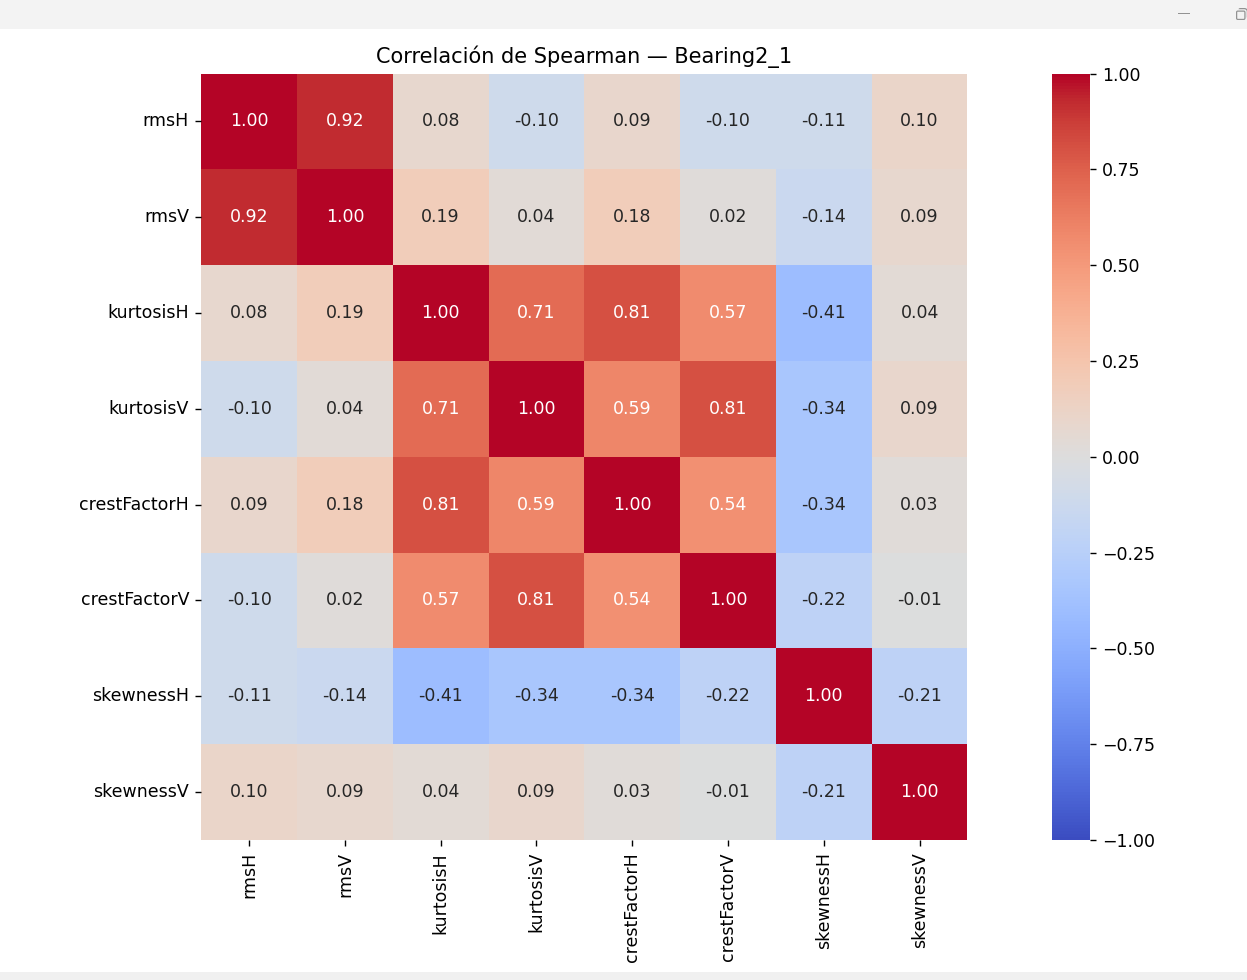 Correlación de Spearman — Bearing2_1
rmsH 1.00 0.92 0.08 -0.10 0.09 -0.10 -0.11 0.10
rmsV 0.92 1.00 0.19 0.04 0.18 0.02 -0.14 0.09
kurtosisH 0.08 0.19 1.00 0.71 0.81 0.57 -0.41 0.04
kurtosisV -0.10 0.04 0.71 1.00 0.59 0.81 -0.34 0.09
crestFactorH 0.09 0.18 0.81 0.59 1.00 0.54 -0.34 0.03
crestFactorV -0.10 0.02 0.57 0.81 0.54 1.00 -0.22 -0.01
skewnessH -0.11 -0.14 -0.41 -0.34 -0.34 -0.22 1.00 -0.21
skewnessV 0.10 0.09 0.04 0.09 0.03 -0.01 -0.21 1.00
rmsH rmsV kurtosisH kurtosisV crestFactorH crestFactorV skewnessH skewnessV
1.00
0.75
0.50
0.25
0.00
−0.25
−0.50
−0.75
−1.00